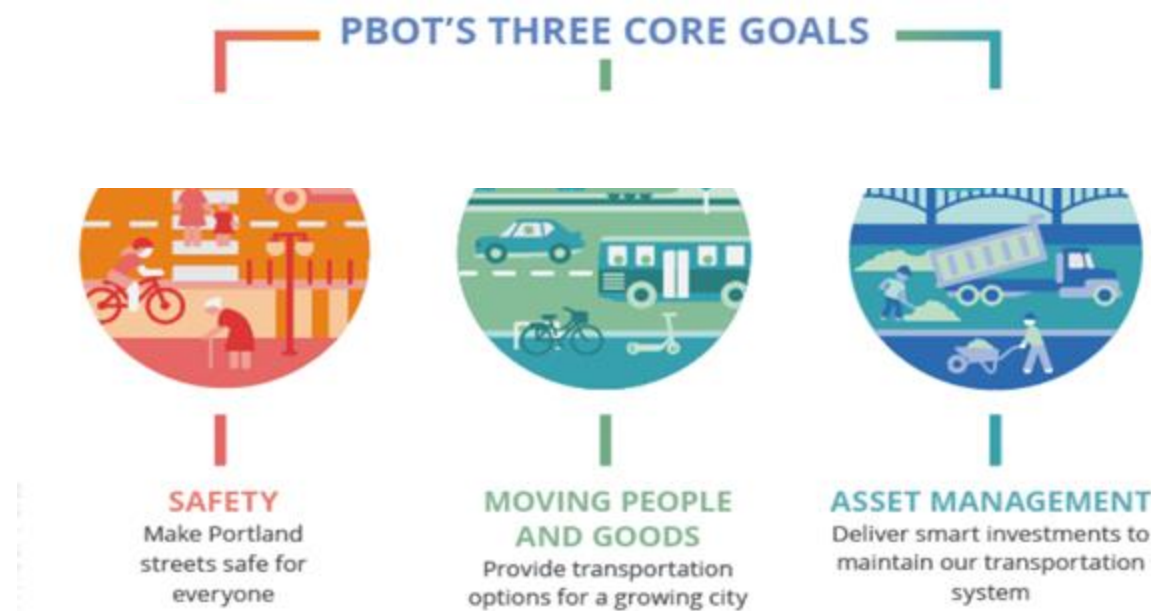 PBOT'S THREE CORE GOALS
SAFETY
Make Portland
streets safe for
everyone
MOVING PEOPLE
AND GOODS
Provide transportation
options for a growing city
ASSET MANAGEMENT
Deliver smart investments to
maintain our transportation
system